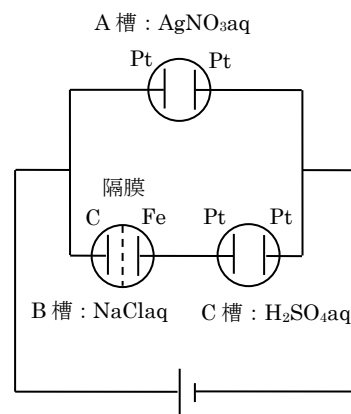 A 槽：AgNO₃aq
Pt Pt
隔膜
C Fe Pt Pt
B 槽：NaClaq C 槽：H₂SO₄aq